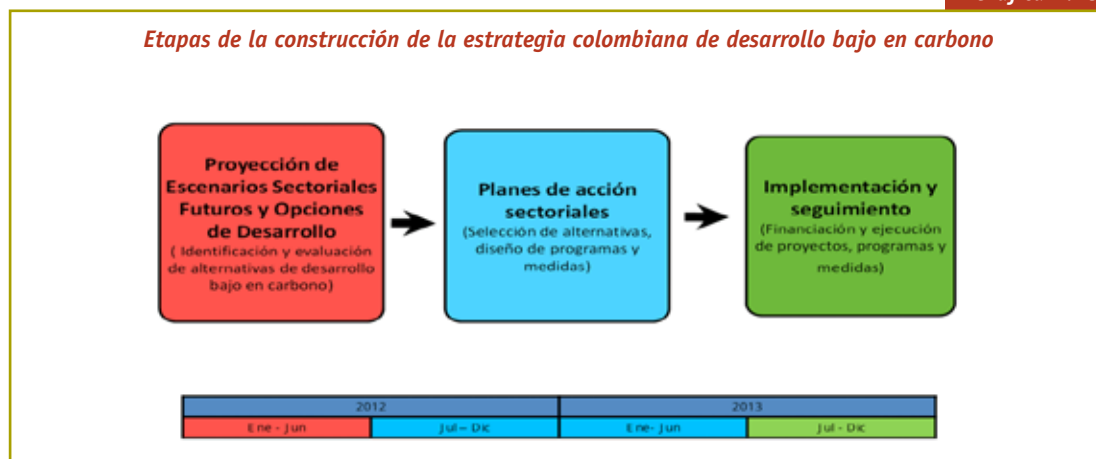 Etapas de la construcción de la estrategia colombiana de desarrollo bajo en carbono
Proyección de
Escenarios Sectoriales
Futuros y Opciones
de Desarrollo
( Identificación y evaluación
de alternativas de desarrollo
bajo en carbono)
Planes de acción
sectoriales
(Selección de alternativas,
diseño de programas y
medidas)
Implementación y
seguimiento
(Financiación y ejecución
de proyectos, programas y
medidas)
2012 2013
Ene - Jun Jul – Dic Ene- Jun Jul - Dic